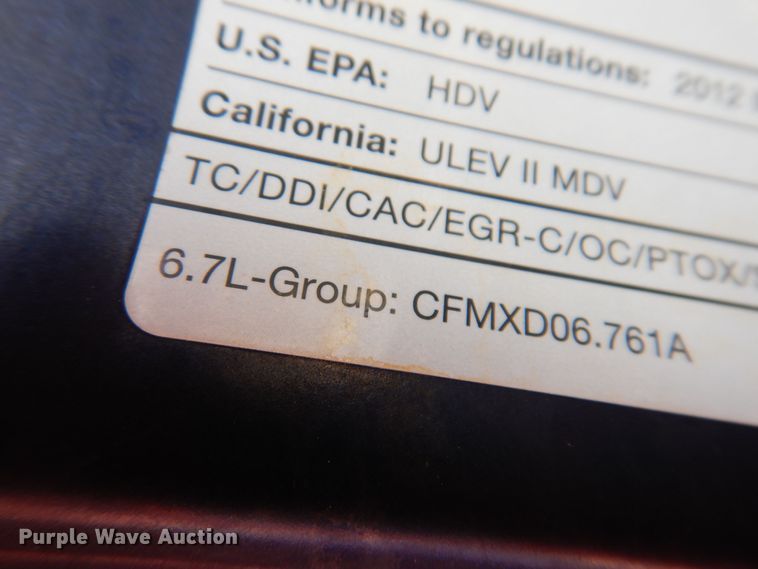 to regulations: 2012
U.S. EPA: HDV
California: ULEV II MDV
TC/DDI/CAC/EGR-C/OC/PTOX/
6.7L-Group: CFMXD06.761A
Purple Wave Auction